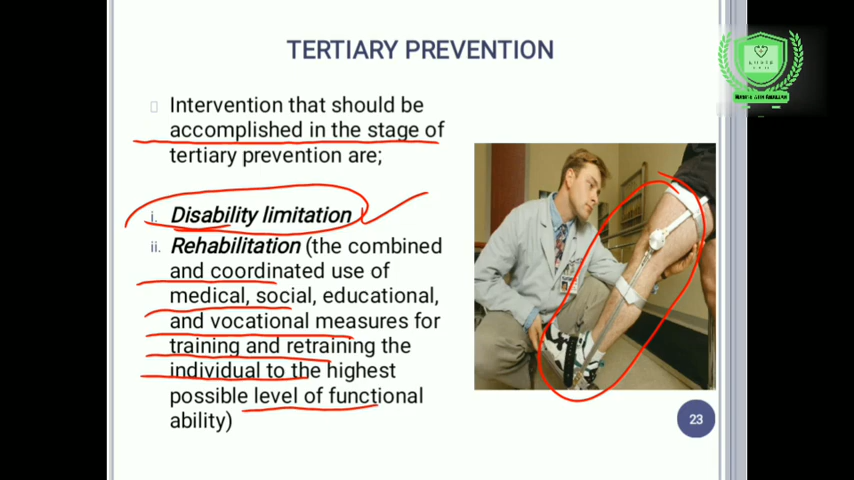 TERTIARY PREVENTION
Intervention that should be
accomplished in the stage of
tertiary prevention are;
i. Disability limitation
ii. Rehabilitation (the combined
and coordinated use of
medical, social, educational,
and vocational measures for
training and retraining the
individual to the highest
possible level of functional
ability)
23